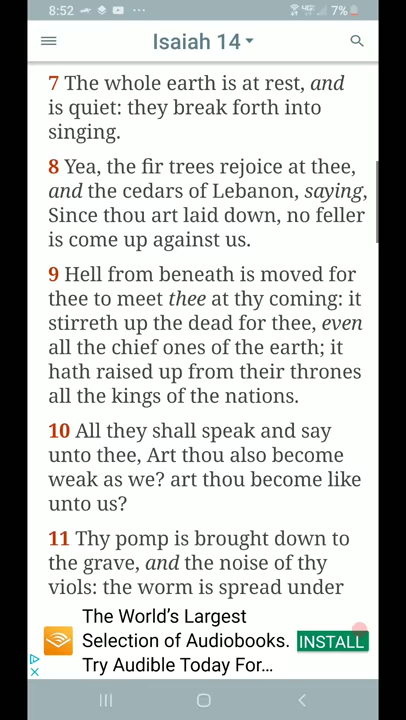 8:52
7%
Isaiah 14
7 The whole earth is at rest, and
is quiet: they break forth into
singing.
8 Yea, the fir trees rejoice at thee,
and the cedars of Lebanon, saying,
Since thou art laid down, no feller
is come up against us.
9 Hell from beneath is moved for
thee to meet thee at thy coming: it
stirreth up the dead for thee, even
all the chief ones of the earth; it
hath raised up from their thrones
all the kings of the nations.
10 All they shall speak and say
unto thee, Art thou also become
weak as we? art thou become like
unto us?
11 Thy pomp is brought down to
the grave, and the noise of thy
viols: the worm is spread under
The World's Largest
Selection of Audiobooks.
Try Audible Today For...
INSTALL